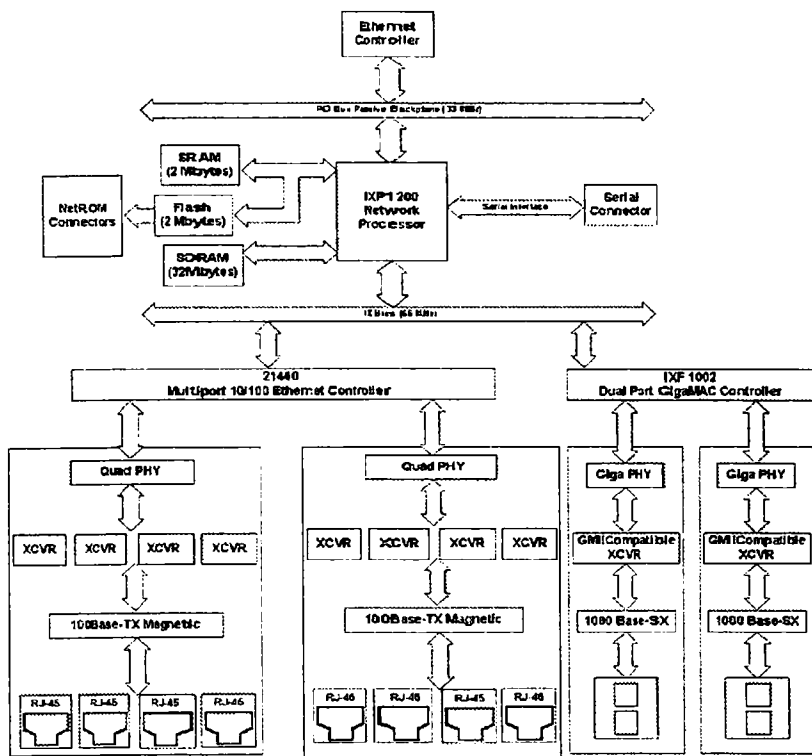 Ethernet
Controller
PCI Bus Passive Backplane (33 MHz)
SRAM
(2 Mbytes)
NetROM
Connectors
Flash
(2 Mbytes)
SDRAM
(32Mbytes)
IXP1200
Network
Processor
Serial Interface
Serial
Connector
IX Bus (66 MHz)
21440
Multiport 10/100 Ethernet Controller
IXF 1002
Dual Port GigaMAC Controller
Quad PHY
Quad PHY
Giga PHY
Giga PHY
XCVR
XCVR
XCVR
XCVR
XCVR
XCVR
XCVR
XCVR
GMII Compatible
XCVR
GMII Compatible
XCVR
100Base-TX Magnetic
100Base-TX Magnetic
1000 Base-SX
1000 Base-SX
RJ-45
RJ-45
RJ-45
RJ-45
RJ-45
RJ-45
RJ-45
RJ-45